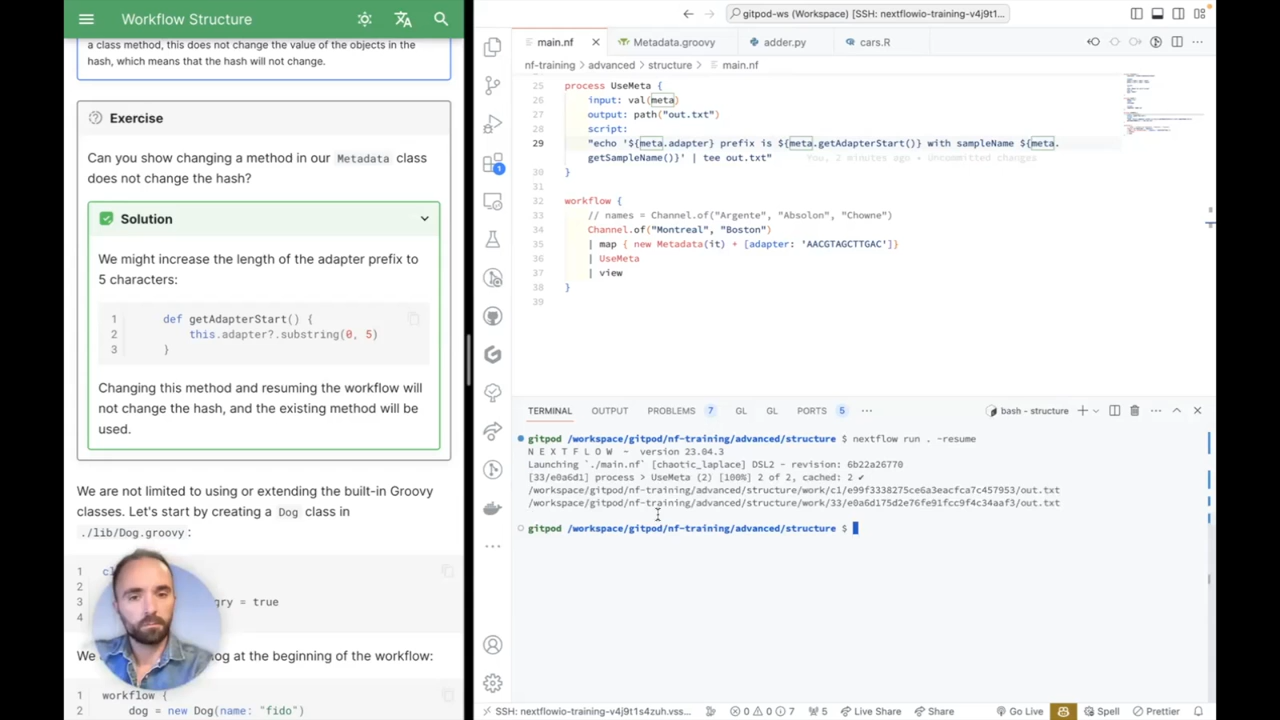 Workflow Structure
a class method, this does not change the value of the objects in the
hash, which means that the hash will not change.
Exercise
Can you show changing a method in our Metadata class
does not change the hash?
Solution
We might increase the length of the adapter prefix to
5 characters:
1 def getAdapterStart() {
2 this.adapter?.substring(0, 5)
3 }
Changing this method and resuming the workflow will
not change the hash, and the existing method will be
used.
We are not limited to using or extending the built-in Groovy
classes. Let's start by creating a Dog class in
./lib/Dog.groovy:
1
2
3 gry = true
4
We og at the beginning of the workflow:
1 workflow {
2 dog = new Dog(name: "fido")
gitpod-ws (Workspace) [SSH: nextflowio-training-v4j9t1...
main.nf
Metadata.groovy
adder.py
cars.R
nf-training > advanced > structure > main.nf
25 process UseMeta {
26 input: val(meta)
27 output: path("out.txt")
28 script:
29 "echo '${meta.adapter} prefix is ${meta.getAdapterStart()} with sampleName ${meta.
getSampleName()}' | tee out.txt" You, 2 minutes ago • Uncommitted changes
30 }
31
32 workflow {
33 // names = Channel.of("Argente", "Absolon", "Chowne")
34 Channel.of("Montreal", "Boston")
35 | map { new Metadata(it) + [adapter: 'AACGTAGCTTGAC']}
36 | UseMeta
37 | view
38 }
39
TERMINAL OUTPUT PROBLEMS 7 GL GL PORTS 5 ... bash - structure
gitpod /workspace/gitpod/nf-training/advanced/structure $ nextflow run . -resume
N E X T F L O W ~ version 23.04.3
Launching `./main.nf` [chaotic_laplace] DSL2 - revision: 6b22a26770
[33/e0a6d1] process > UseMeta (2) [100%] 2 of 2, cached: 2 ✔
/workspace/gitpod/nf-training/advanced/structure/work/c1/e99f3338275ce6a3eacfca7c457953/out.txt
/workspace/gitpod/nf-training/advanced/structure/work/33/e0a6d175d2e76fe91fcc9f4c34aaf3/out.txt
gitpod /workspace/gitpod/nf-training/advanced/structure $
1
SSH: nextflowio-training-v4j9t1s4zuh.vss... 0 0 7 5 Live Share Share Go Live Spell Prettier